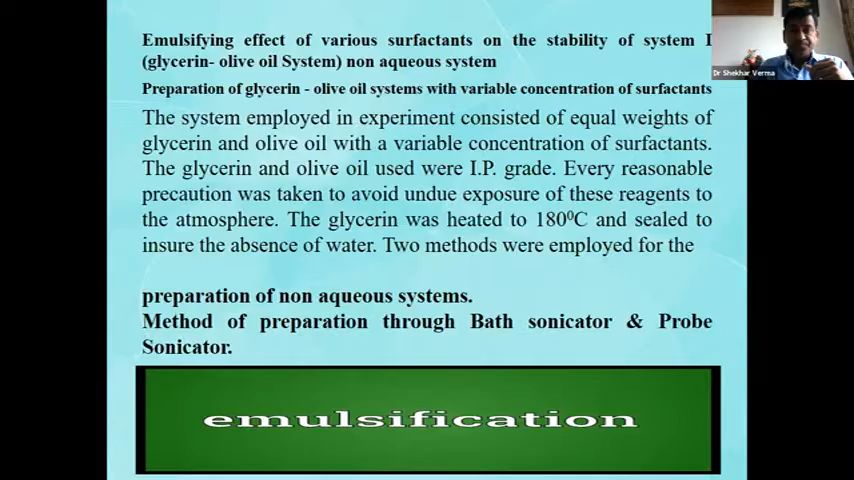 Emulsifying effect of various surfactants on the stability of system I
(glycerin- olive oil System) non aqueous system
Preparation of glycerin - olive oil systems with variable concentration of surfactants
The system employed in experiment consisted of equal weights of
glycerin and olive oil with a variable concentration of surfactants.
The glycerin and olive oil used were I.P. grade. Every reasonable
precaution was taken to avoid undue exposure of these reagents to
the atmosphere. The glycerin was heated to 180⁰C and sealed to
insure the absence of water. Two methods were employed for the
preparation of non aqueous systems.
Method of preparation through Bath sonicator & Probe
Sonicator.
emulsification
Dr Shekhar Verma